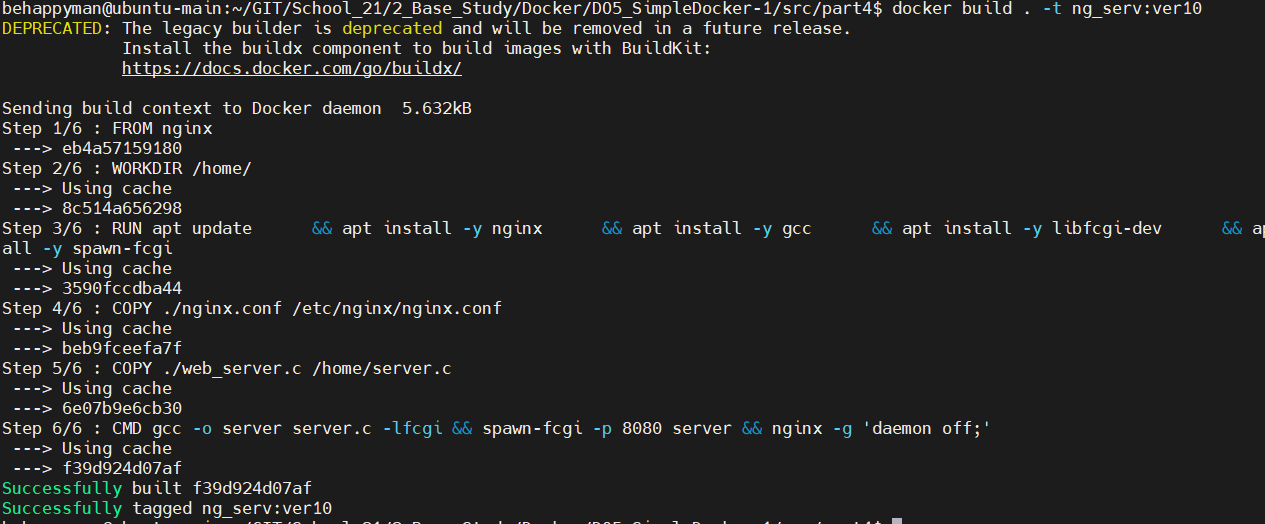 behappyman@ubuntu-main:~/GIT/School_21/2_Base_Study/Docker/DO5_SimpleDocker-1/src/part4$ docker build . -t ng_serv:ver10
DEPRECATED: The legacy builder is deprecated and will be removed in a future release.
            Install the buildx component to build images with BuildKit:
            https://docs.docker.com/go/buildx/

Sending build context to Docker daemon  5.632kB
Step 1/6 : FROM nginx
 ---> eb4a57159180
Step 2/6 : WORKDIR /home/
 ---> Using cache
 ---> 8c514a656298
Step 3/6 : RUN apt update      && apt install -y nginx      && apt install -y gcc      && apt install -y libfcgi-dev      &&
all -y spawn-fcgi
 ---> Using cache
 ---> 3590fccdba44
Step 4/6 : COPY ./nginx.conf /etc/nginx/nginx.conf
 ---> Using cache
 ---> beb9fceefa7f
Step 5/6 : COPY ./web_server.c /home/server.c
 ---> Using cache
 ---> 6e07b9e6cb30
Step 6/6 : CMD gcc -o server server.c -lfcgi && spawn-fcgi -p 8080 server && nginx -g 'daemon off;'
 ---> Using cache
 ---> f39d924d07af
Successfully built f39d924d07af
Successfully tagged ng_serv:ver10